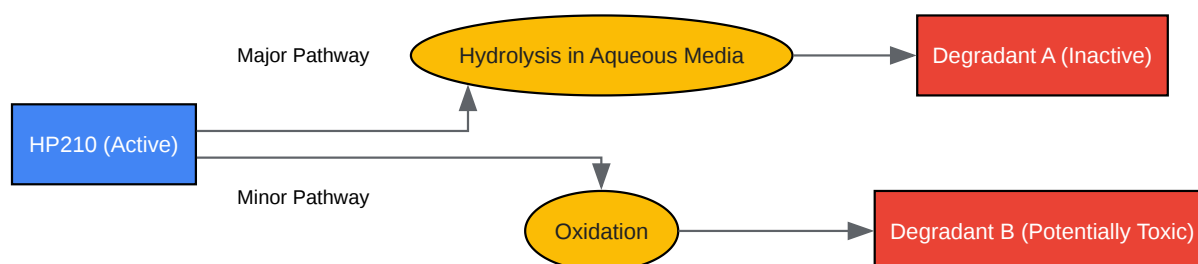 Major Pathway
Hydrolysis in Aqueous Media
Degradant A (Inactive)
HP210 (Active)
Minor Pathway
Oxidation
Degradant B (Potentially Toxic)